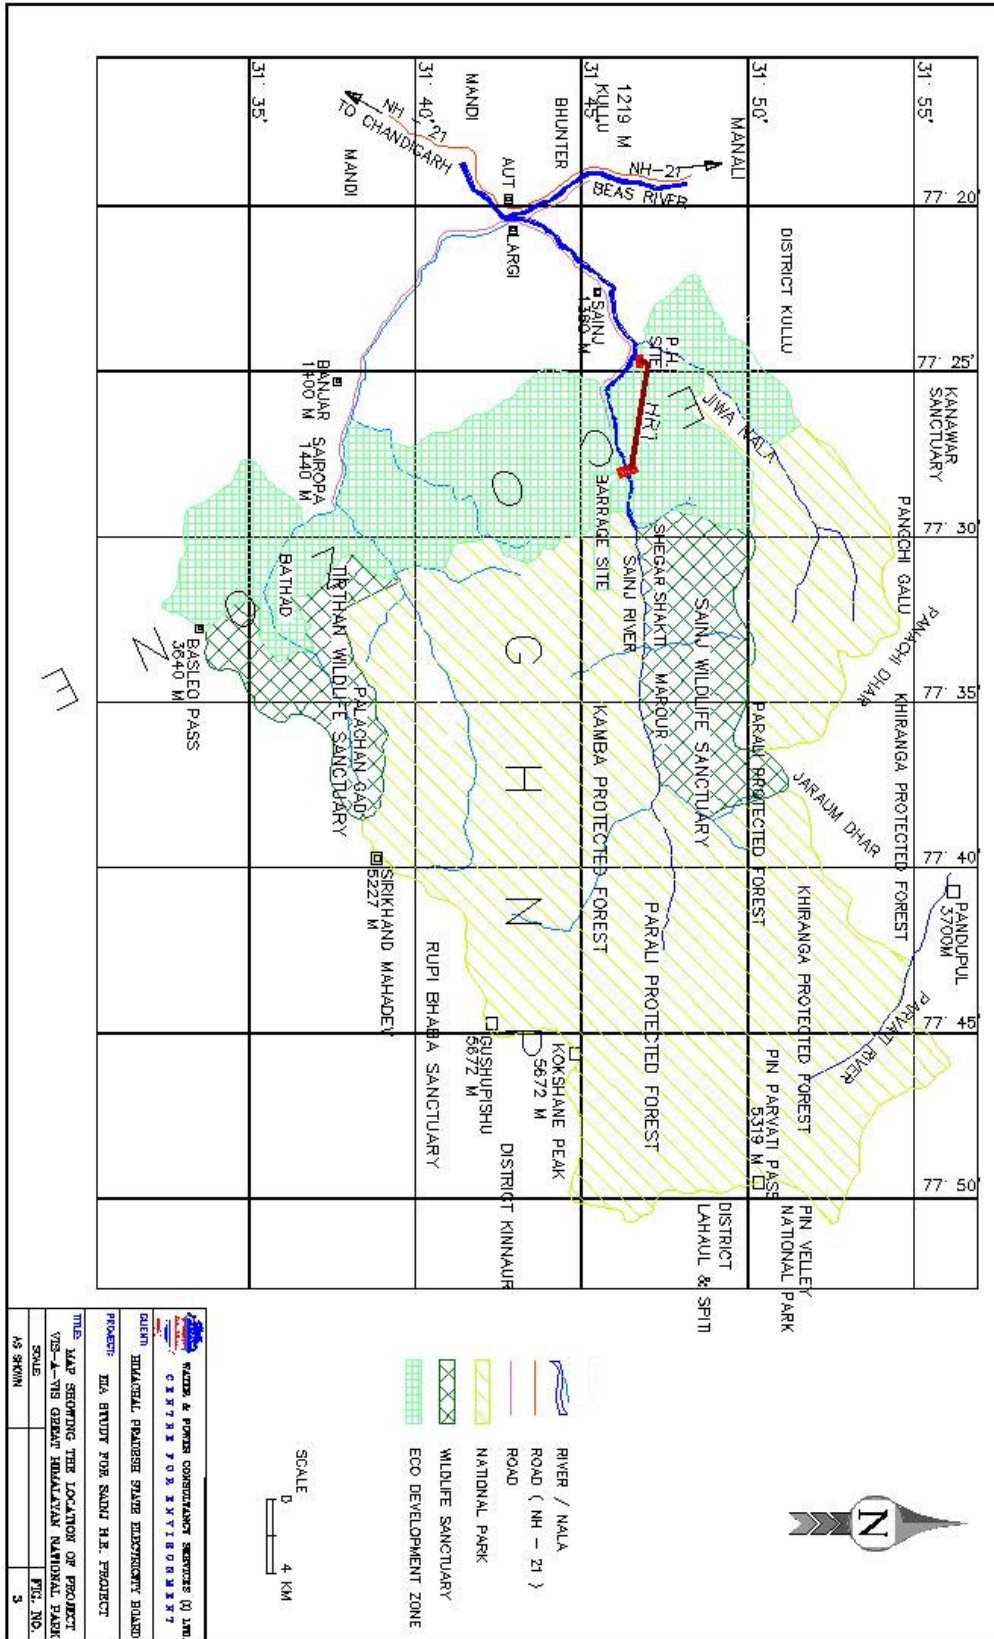 31° 55'
31° 50'
31° 45'
31° 40'
31° 35'
77° 20'
77° 25'
77° 30'
77° 35'
77° 40'
77° 45'
77° 50'
MANALI
NH-21
BEAS RIVER
1219 M
KULLU
BHUNTER
MANDI
NH - 21
TO CHANDIGARH
MANDI
AUT
LARGI
DISTRICT KULLU
KANAWAR
SANCTUARY
SAINJ
1360 M
P.H.
SITE
HRT
JIWA NALA
BANJAR
1400 M
SAIROPA
1440 M
BARRAGE SITE
PANGCHI GALU
PANACHI DHAR
SHEGAR SHAKTI
MAROUR
SAINJ RIVER
SAINJ WILDLIFE SANCTUARY
BATHAD
TIRTHAN WILDLIFE SANCTUARY
PALACHAN GAD
BASLEO PASS
3640 M
KHIRANGA PROTECTED FOREST
PARALI PROTECTED FOREST
KAMBA PROTECTED FOREST
JARAUM DHAR
E C O
Z O N E
G H N P
PANDUPUL
3700M
PARVATI RIVER
KHIRANGA PROTECTED FOREST
PARALI PROTECTED FOREST
SIRIKHAND MAHADEV
5227 M
RUPI BHABA SANCTUARY
GUSHUPISHU
5672 M
KOKSHANE PEAK
5672 M
PIN PARVATI PASS
5319 M
DISTRICT KINNAUR
DISTRICT
LAHAUL & SPITI
PIN VELLEY
NATIONAL PARK
N
RIVER / NALA
ROAD ( NH - 21 )
ROAD
NATIONAL PARK
WILDLIFE SANCTUARY
ECO DEVELOPMENT ZONE
SCALE
0 4 KM
WATER & POWER CONSULTANCY SERVICES (I) LTD.
CENTRE FOR ENVIRONMENT
CLIENT:
HIMACHAL PRADESH STATE ELECTRICITY BOARD
PROJECT: EIA STUDY FOR SAINJ H.E. PROJECT
TITLE: MAP SHOWING THE LOCATION OF PROJECT
VIS-A-VIS GREAT HIMALAYAN NATIONAL PARK
SCALE:
AS SHOWN
FIG. NO.
3